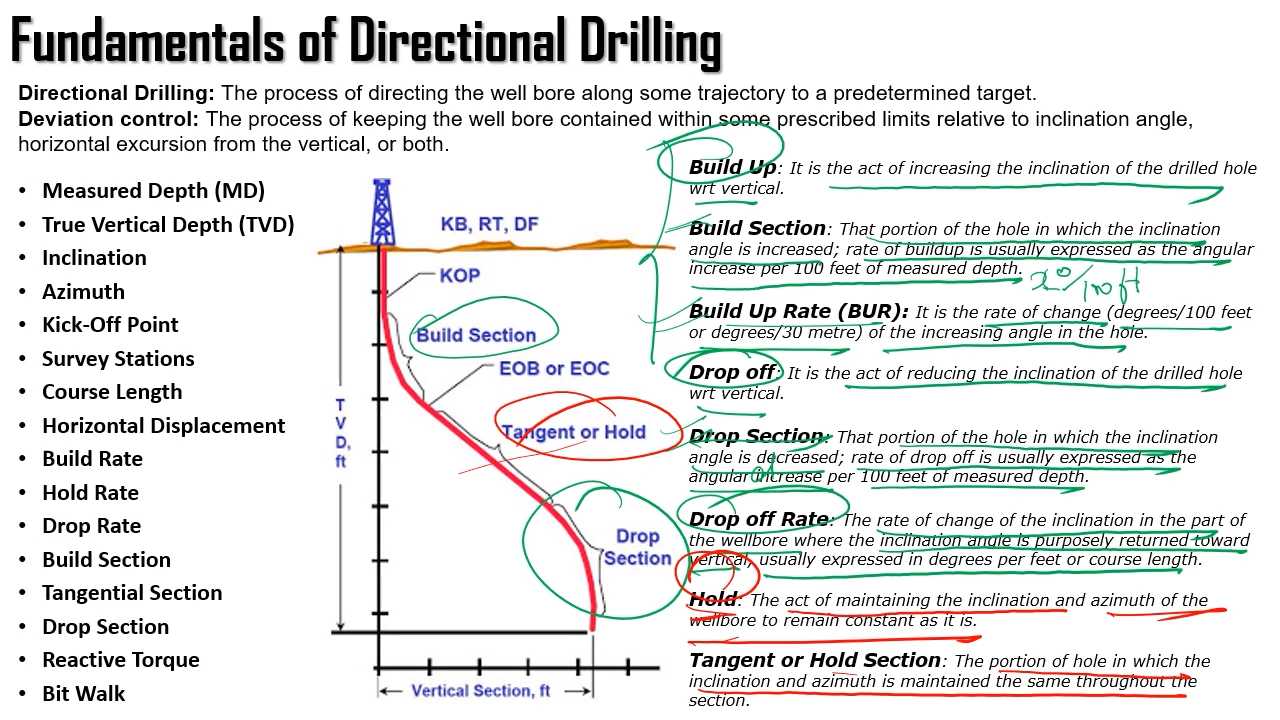 Fundamentals of Directional Drilling
Directional Drilling: The process of directing the well bore along some trajectory to a predetermined target.
Deviation control: The process of keeping the well bore contained within some prescribed limits relative to inclination angle,
horizontal excursion from the vertical, or both.
• Measured Depth (MD)
• True Vertical Depth (TVD)
• Inclination
• Azimuth
• Kick-Off Point
• Survey Stations
• Course Length
• Horizontal Displacement
• Build Rate
• Hold Rate
• Drop Rate
• Build Section
• Tangential Section
• Drop Section
• Reactive Torque
• Bit Walk
KB, RT, DF
KOP
Build Section
EOB or EOC
Tangent or Hold
Drop
Section
TVD,
ft
Vertical Section, ft
Build Up: It is the act of increasing the inclination of the drilled hole
wrt vertical.
Build Section: That portion of the hole in which the inclination
angle is increased; rate of buildup is usually expressed as the angular
increase per 100 feet of measured depth.
x°/100ft
Build Up Rate (BUR): It is the rate of change (degrees/100 feet
or degrees/30 metre) of the increasing angle in the hole.
Drop off: It is the act of reducing the inclination of the drilled hole
wrt vertical.
Drop Section: That portion of the hole in which the inclination
angle is decreased; rate of drop off is usually expressed as the
angular increase per 100 feet of measured depth.
Drop off Rate: The rate of change of the inclination in the part of
the wellbore where the inclination angle is purposely returned toward
vertical, usually expressed in degrees per feet or course length.
Hold: The act of maintaining the inclination and azimuth of the
wellbore to remain constant as it is.
Tangent or Hold Section: The portion of hole in which the
inclination and azimuth is maintained the same throughout the
section.